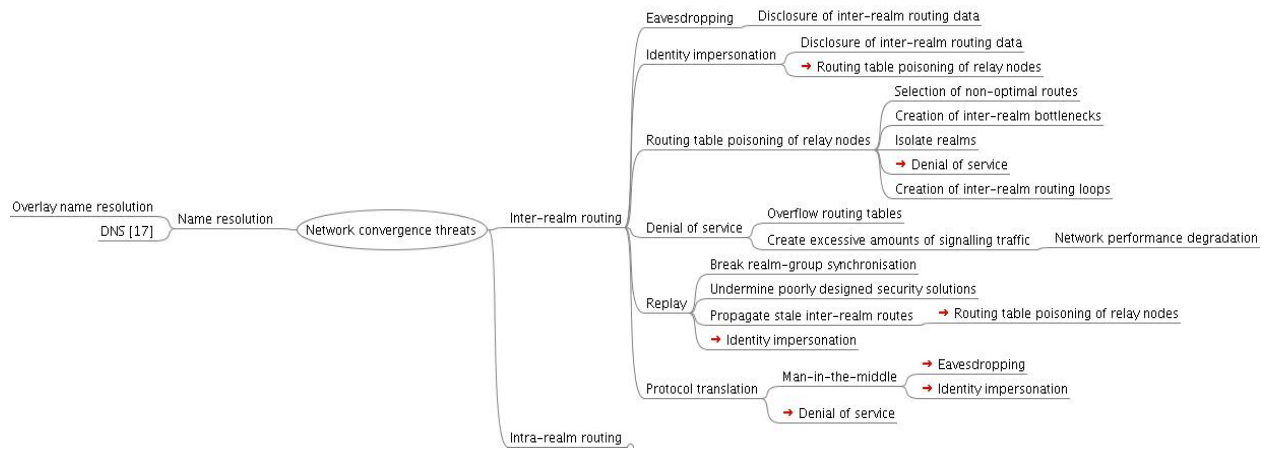 Overlay name resolution
DNS [17]
Name resolution
Network convergence threats
Inter-realm routing
Eavesdropping
Disclosure of inter-realm routing data
Identity impersonation
Disclosure of inter-realm routing data
➜ Routing table poisoning of relay nodes
Routing table poisoning of relay nodes
Selection of non-optimal routes
Creation of inter-realm bottlenecks
Isolate realms
➜ Denial of service
Creation of inter-realm routing loops
Denial of service
Overflow routing tables
Create excessive amounts of signalling traffic
Network performance degradation
Replay
Break realm-group synchronisation
Undermine poorly designed security solutions
Propagate stale inter-realm routes
➜ Routing table poisoning of relay nodes
➜ Identity impersonation
Protocol translation
Man-in-the-middle
➜ Eavesdropping
➜ Identity impersonation
➜ Denial of service
Intra-realm routing